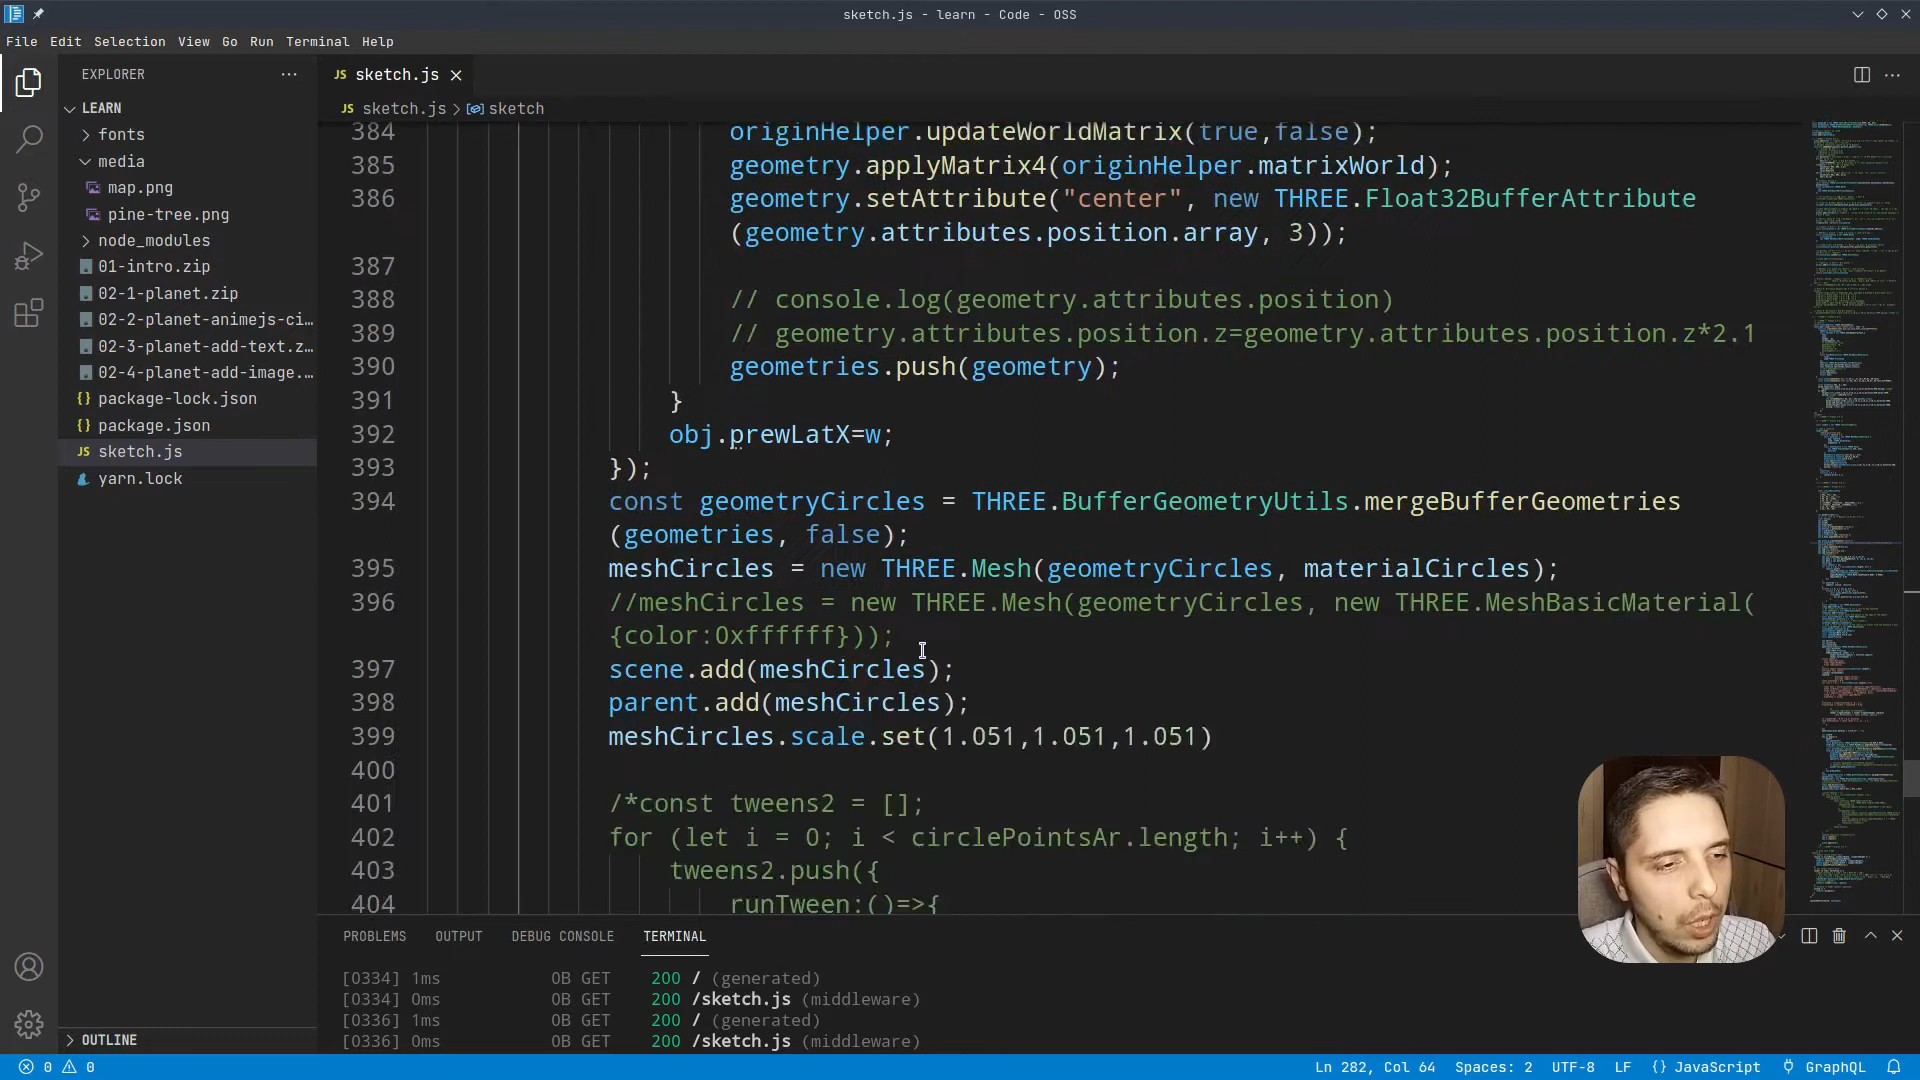 sketch.js - learn - Code - OSS
File Edit Selection View Go Run Terminal Help
EXPLORER
LEARN
fonts
media
map.png
pine-tree.png
node_modules
01-intro.zip
02-1-planet.zip
02-2-planet-animejs-ci...
02-3-planet-add-text.z...
02-4-planet-add-image....
package-lock.json
package.json
sketch.js
yarn.lock
OUTLINE
JS sketch.js
JS sketch.js > sketch
384 originHelper.updateWorldMatrix(true,false);
385 geometry.applyMatrix4(originHelper.matrixWorld);
386 geometry.setAttribute("center", new THREE.Float32BufferAttribute
(geometry.attributes.position.array, 3));
387
388 // console.log(geometry.attributes.position)
389 // geometry.attributes.position.z=geometry.attributes.position.z*2.1
390 geometries.push(geometry);
391 }
392 obj.prewLatX=w;
393 });
394 const geometryCircles = THREE.BufferGeometryUtils.mergeBufferGeometries
(geometries, false);
395 meshCircles = new THREE.Mesh(geometryCircles, materialCircles);
396 //meshCircles = new THREE.Mesh(geometryCircles, new THREE.MeshBasicMaterial(
{color:0xffffff}));
397 scene.add(meshCircles);
398 parent.add(meshCircles);
399 meshCircles.scale.set(1.051,1.051,1.051)
400
401 /*const tweens2 = [];
402 for (let i = 0; i < circlePointsAr.length; i++) {
403 tweens2.push({
404 runTween:()=>{
PROBLEMS OUTPUT DEBUG CONSOLE TERMINAL
[0334] 1ms 0B GET 200 / (generated)
[0334] 0ms 0B GET 200 /sketch.js (middleware)
[0336] 1ms 0B GET 200 / (generated)
[0336] 0ms 0B GET 200 /sketch.js (middleware)
0 0 Ln 282, Col 64 Spaces: 2 UTF-8 LF {} JavaScript GraphQL